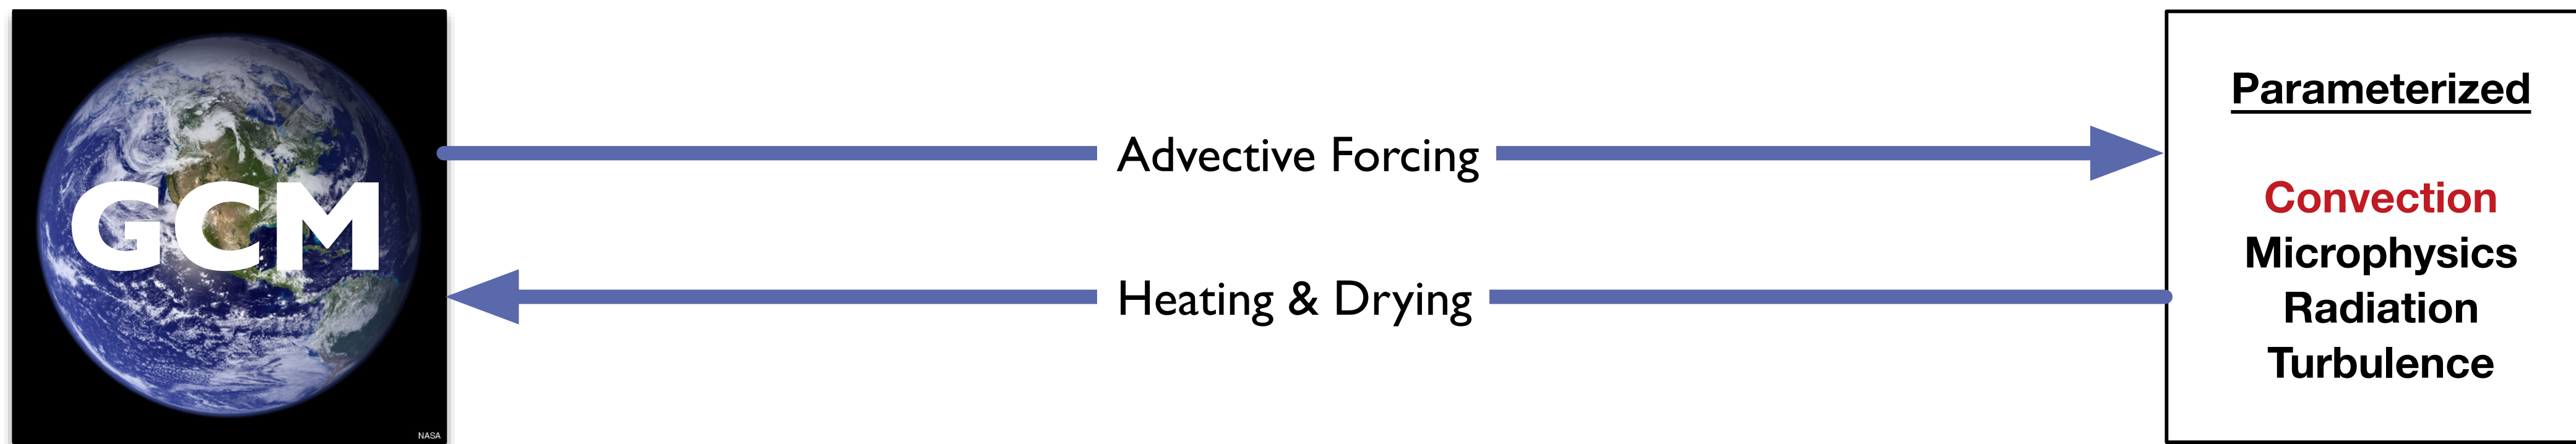 GCM
NASA
Advective Forcing
Heating & Drying
Parameterized
Convection
Microphysics
Radiation
Turbulence